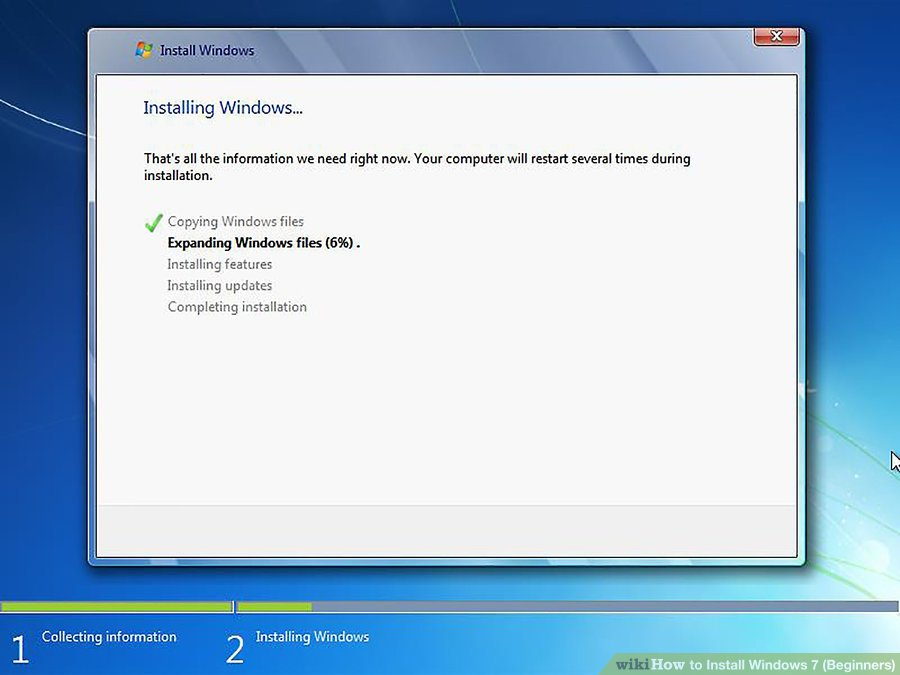 Install Windows
Installing Windows...
That's all the information we need right now. Your computer will restart several times during
installation.
Copying Windows files
Expanding Windows files (6%) .
Installing features
Installing updates
Completing installation
1 Collecting information
2 Installing Windows
wikiHow to Install Windows 7 (Beginners)